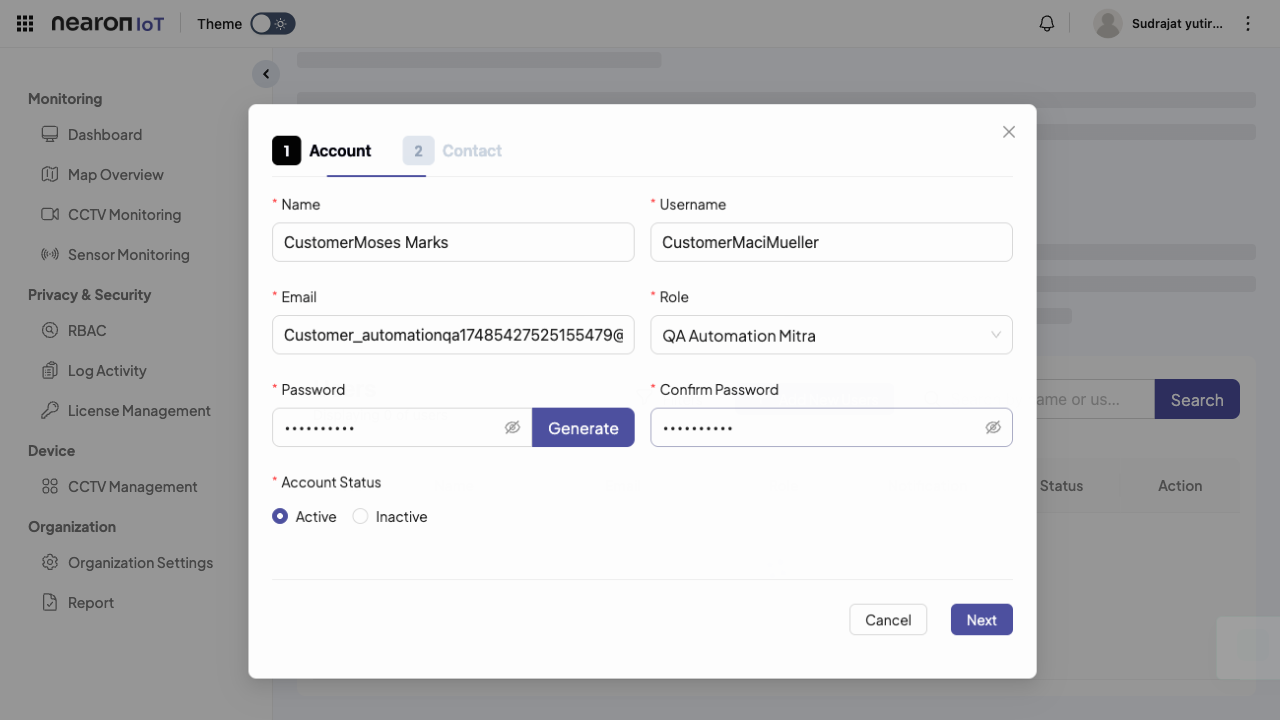 nearon IoT
Theme
Sudrajat yutir...
Monitoring
Dashboard
Map Overview
CCTV Monitoring
Sensor Monitoring
Privacy & Security
RBAC
Log Activity
License Management
Device
CCTV Management
Organization
Organization Settings
Report
1 Account
2 Contact
* Name
CustomerMoses Marks
* Username
CustomerMaciMueller
* Email
Customer_automationqa17485427525155479@
* Role
QA Automation Mitra
* Password
••••••••••
Generate
* Confirm Password
••••••••••
* Account Status
Active
Inactive
Cancel
Next
ame or us...
Search
Status
Action